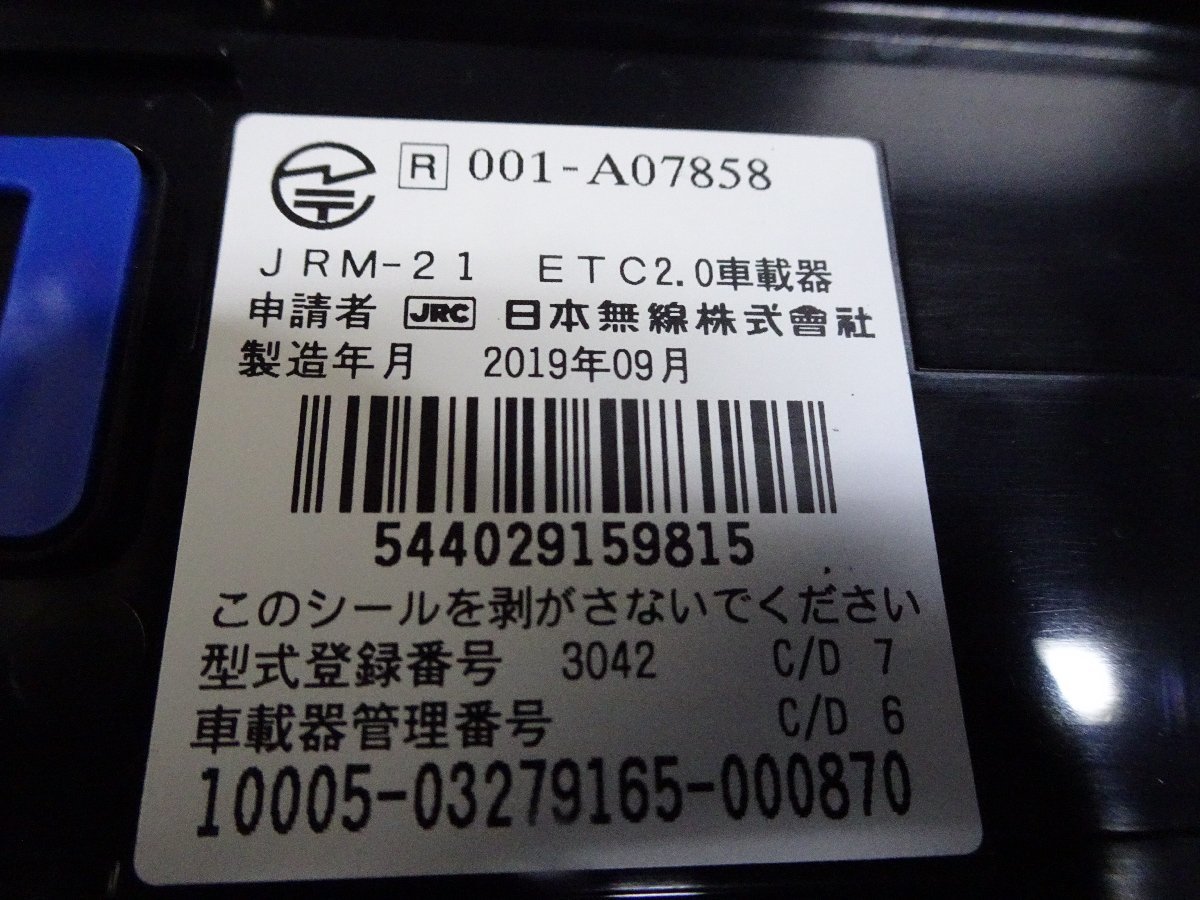 R 001-A07858
JRM-21 ETC2.0車載器
申請者 JRC 日本無線株式會社
製造年月 2019年09月
544029159815
このシールを剥がさないでください
型式登録番号 3042 C/D 7
車載器管理番号 C/D 6
10005-03279165-000870